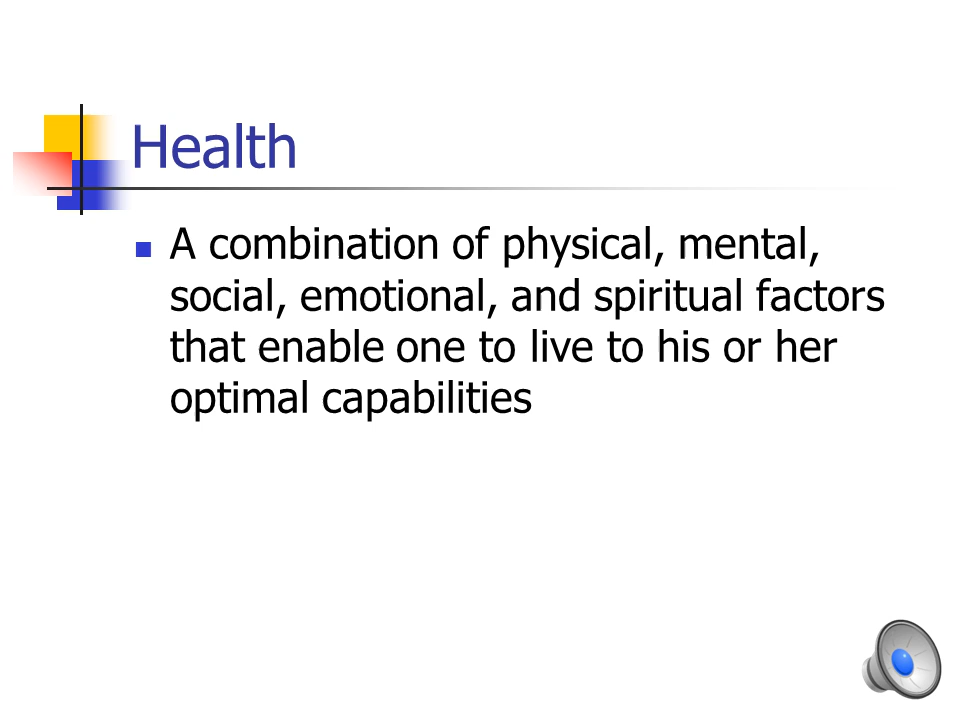 Health
A combination of physical, mental,
social, emotional, and spiritual factors
that enable one to live to his or her
optimal capabilities